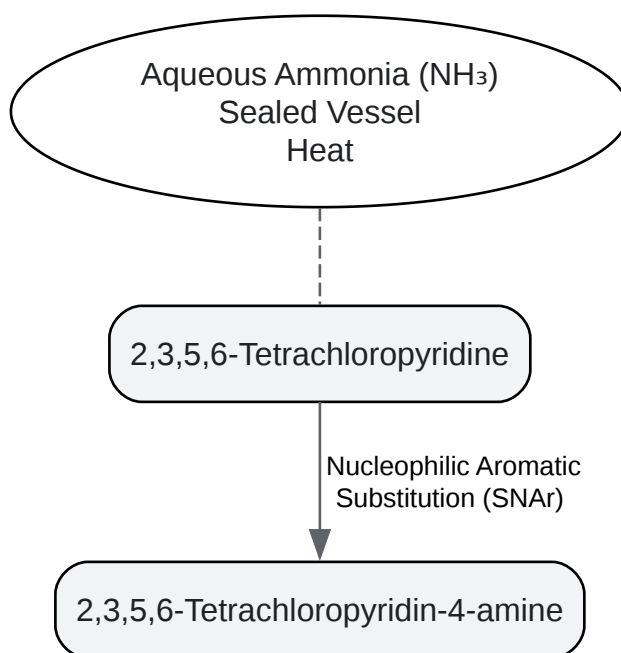 Aqueous Ammonia (NH₃)
Sealed Vessel
Heat
2,3,5,6-Tetrachloropyridine
Nucleophilic Aromatic
Substitution (SNAr)
2,3,5,6-Tetrachloropyridin-4-amine